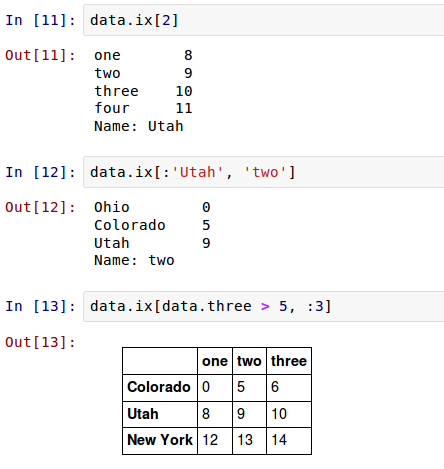 In [11]: data.ix[2]
Out[11]: one 8
two 9
three 10
four 11
Name: Utah
In [12]: data.ix[:'Utah', 'two']
Out[12]: Ohio 0
Colorado 5
Utah 9
Name: two
In [13]: data.ix[data.three > 5, :3]
Out[13]:
one two three
Colorado 0 5 6
Utah 8 9 10
New York 12 13 14